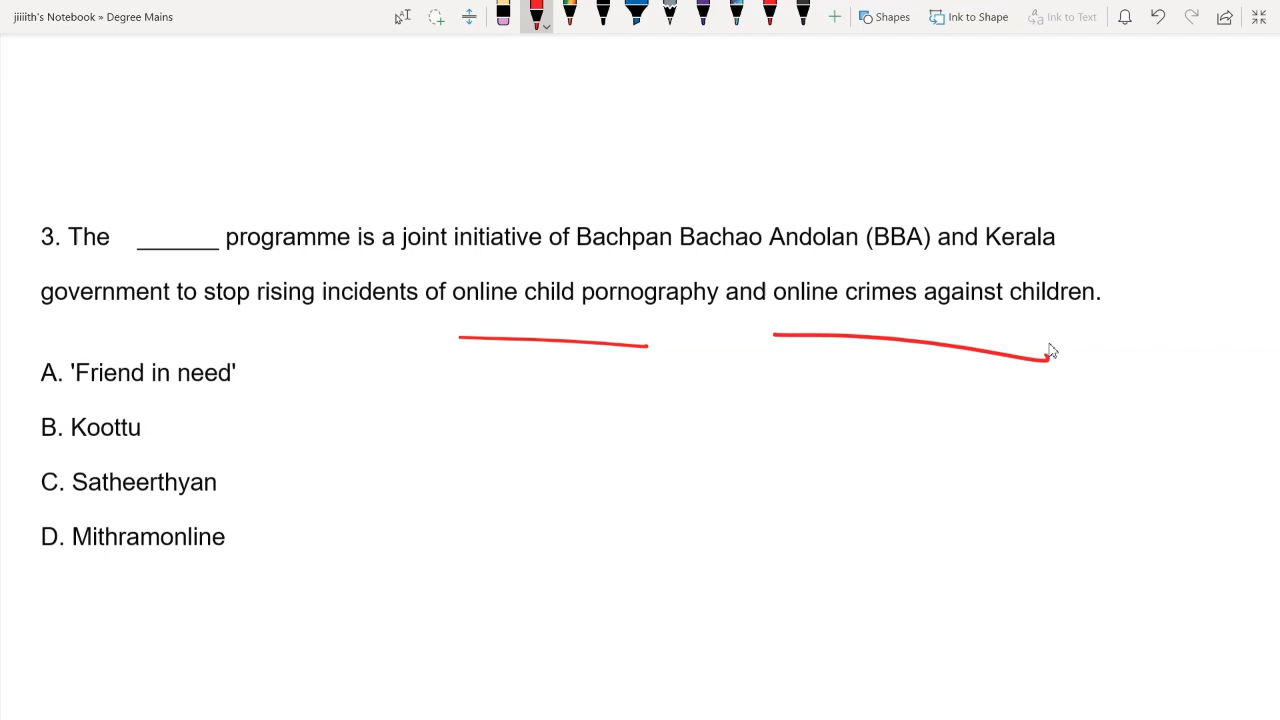 jiiiith's Notebook » Degree Mains
Shapes
Ink to Shape
Ink to Text
3. The ______ programme is a joint initiative of Bachpan Bachao Andolan (BBA) and Kerala
government to stop rising incidents of online child pornography and online crimes against children.
A. 'Friend in need'
B. Koottu
C. Satheerthyan
D. Mithramonline